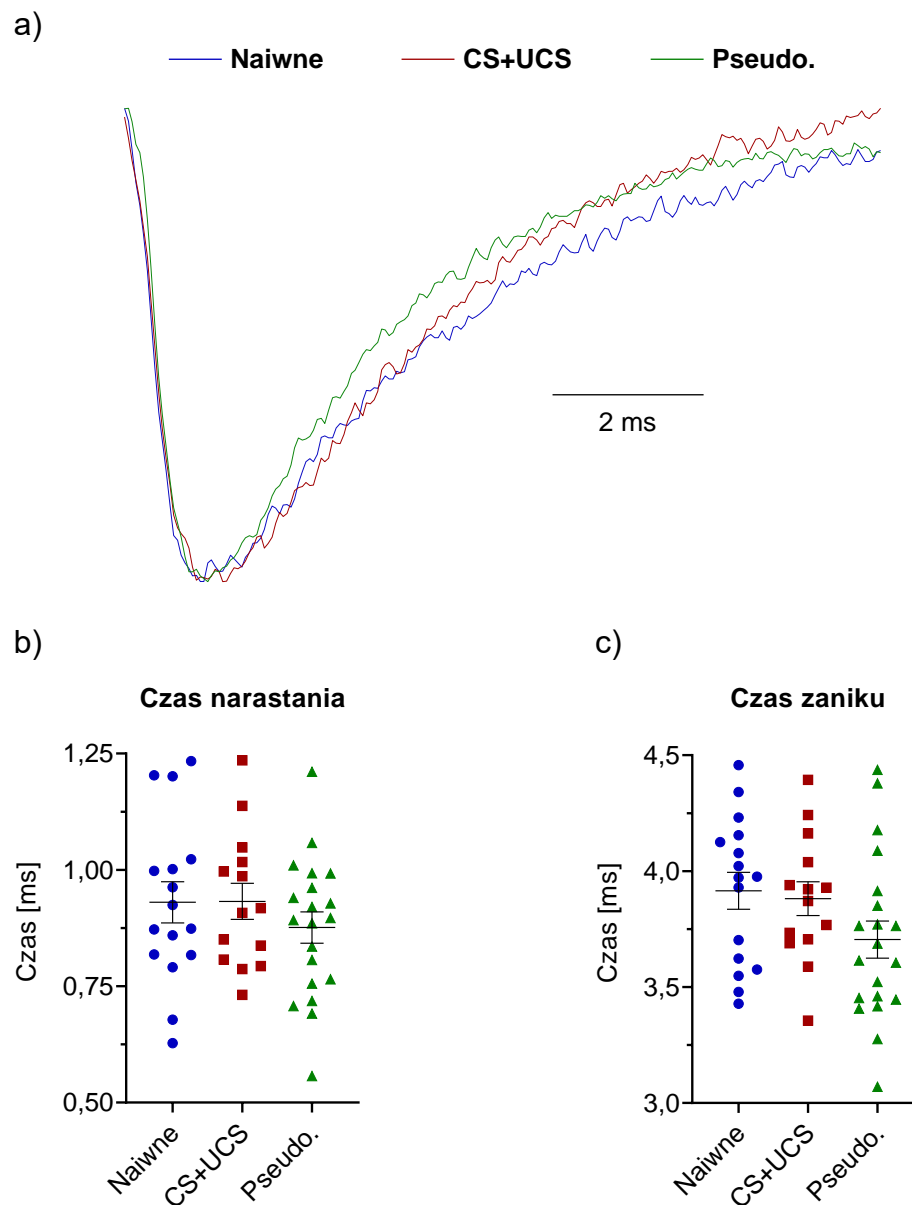 a)
Naiwne CS+UCS Pseudo.
2 ms
b)
Czas narastania
Czas [ms]
1,25
1,00
0,75
0,50
Naiwne
CS+UCS
Pseudo.
c)
Czas zaniku
Czas [ms]
4,5
4,0
3,5
3,0
Naiwne
CS+UCS
Pseudo.